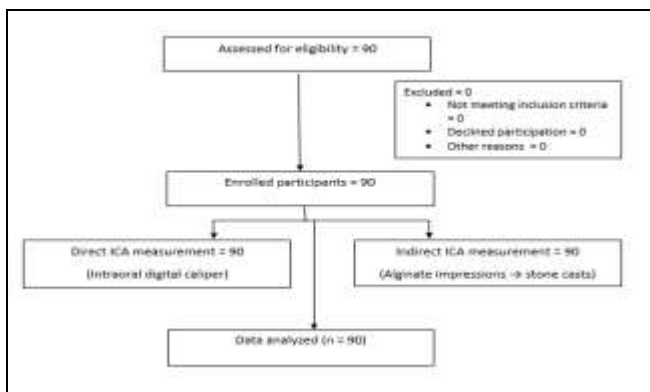 Assessed for eligibility = 90
Excluded = 0
• Not meeting inclusion criteria
= 0
• Declined participation = 0
• Other reasons = 0
Enrolled participants = 90
Direct ICA measurement = 90
(Intraoral digital caliper)
Indirect ICA measurement = 90
(Alginate impressions → stone casts)
Data analyzed (n = 90)